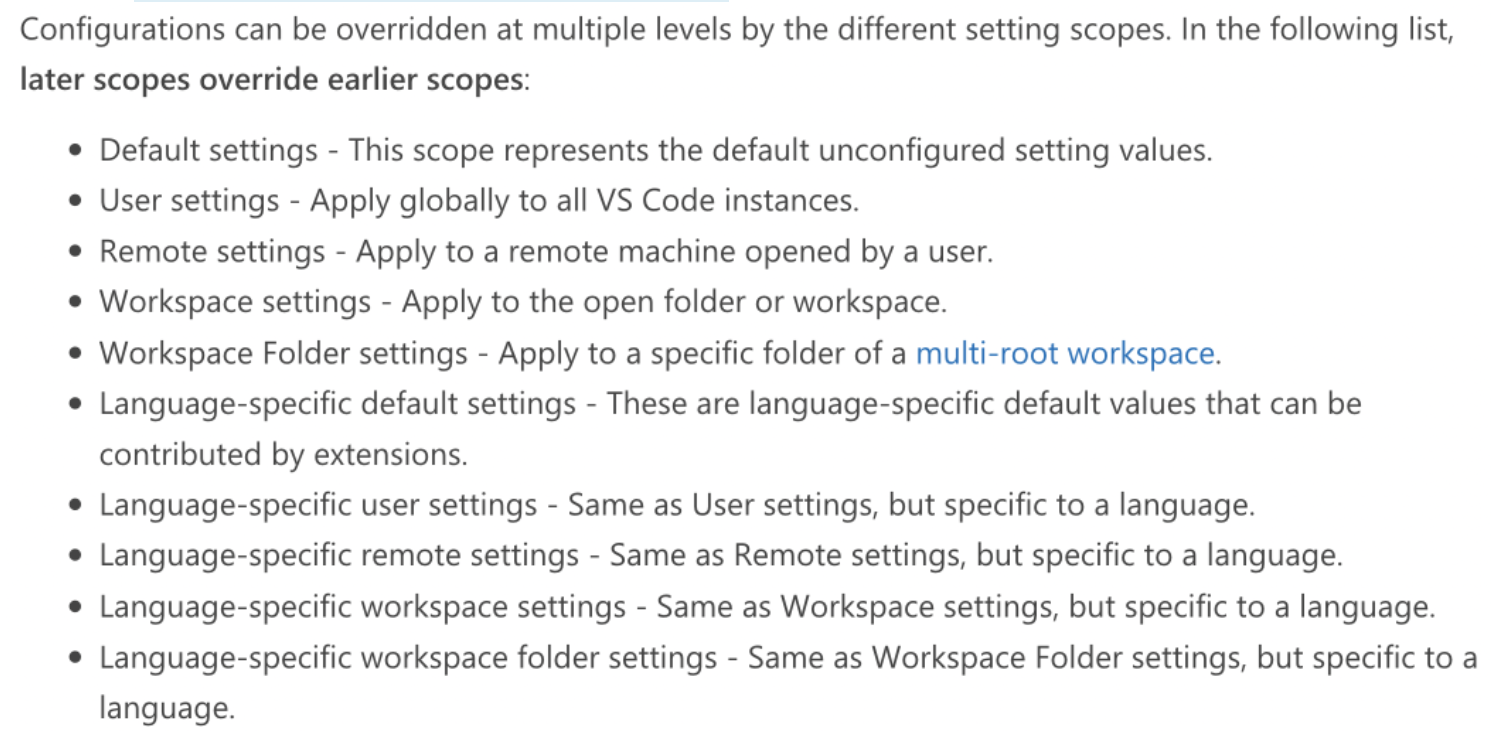 Configurations can be overridden at multiple levels by the different setting scopes. In the following list,
later scopes override earlier scopes:
• Default settings - This scope represents the default unconfigured setting values.
• User settings - Apply globally to all VS Code instances.
• Remote settings - Apply to a remote machine opened by a user.
• Workspace settings - Apply to the open folder or workspace.
• Workspace Folder settings - Apply to a specific folder of a multi-root workspace.
• Language-specific default settings - These are language-specific default values that can be
contributed by extensions.
• Language-specific user settings - Same as User settings, but specific to a language.
• Language-specific remote settings - Same as Remote settings, but specific to a language.
• Language-specific workspace settings - Same as Workspace settings, but specific to a language.
• Language-specific workspace folder settings - Same as Workspace Folder settings, but specific to a
language.